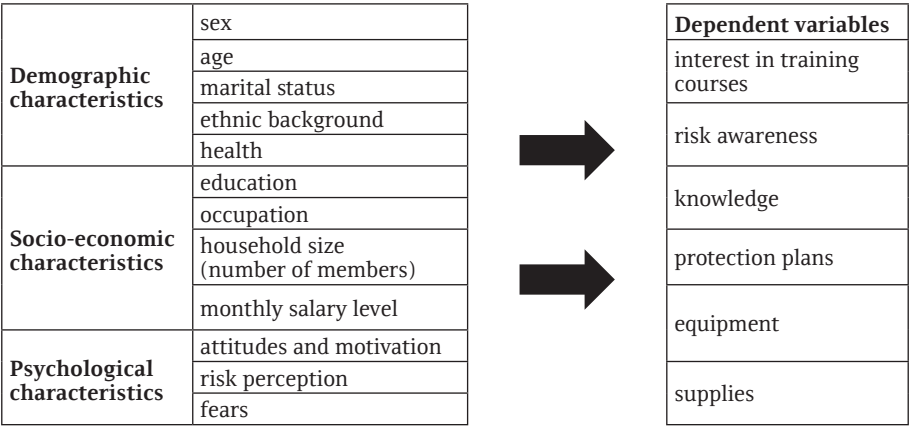 Demographic
characteristics
sex
age
marital status
ethnic background
health
Socio-economic
characteristics
education
occupation
household size
(number of members)
monthly salary level
Psychological
characteristics
attitudes and motivation
risk perception
fears
Dependent variables
interest in training
courses
risk awareness
knowledge
protection plans
equipment
supplies